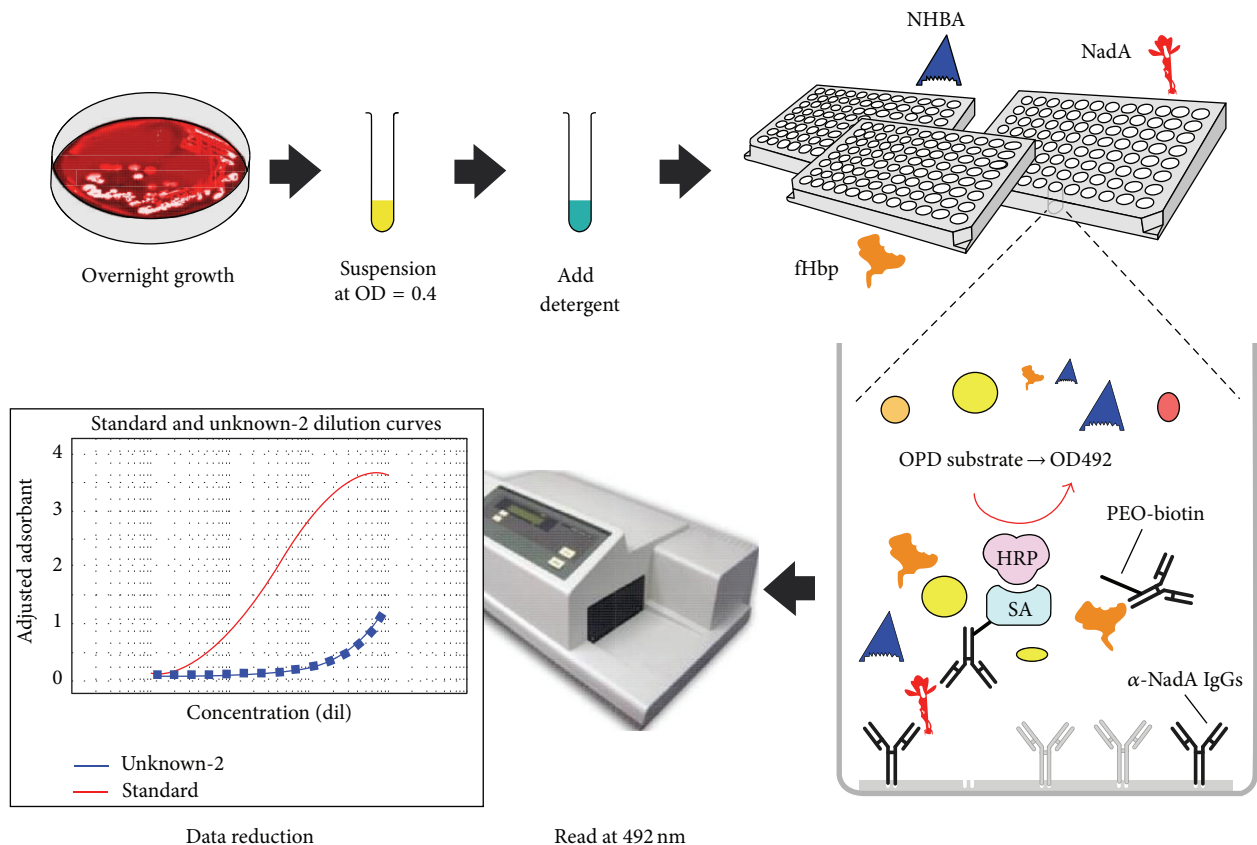 NHBA
NadA
fHbp
Overnight growth
Suspension
at OD = 0.4
Add
detergent
OPD substrate → OD492
PEO-biotin
HRP
SA
α-NadA IgGs
Standard and unknown-2 dilution curves
Adjusted adsorbant
4
3
2
1
0
Concentration (dil)
Unknown-2
Standard
Data reduction
Read at 492 nm